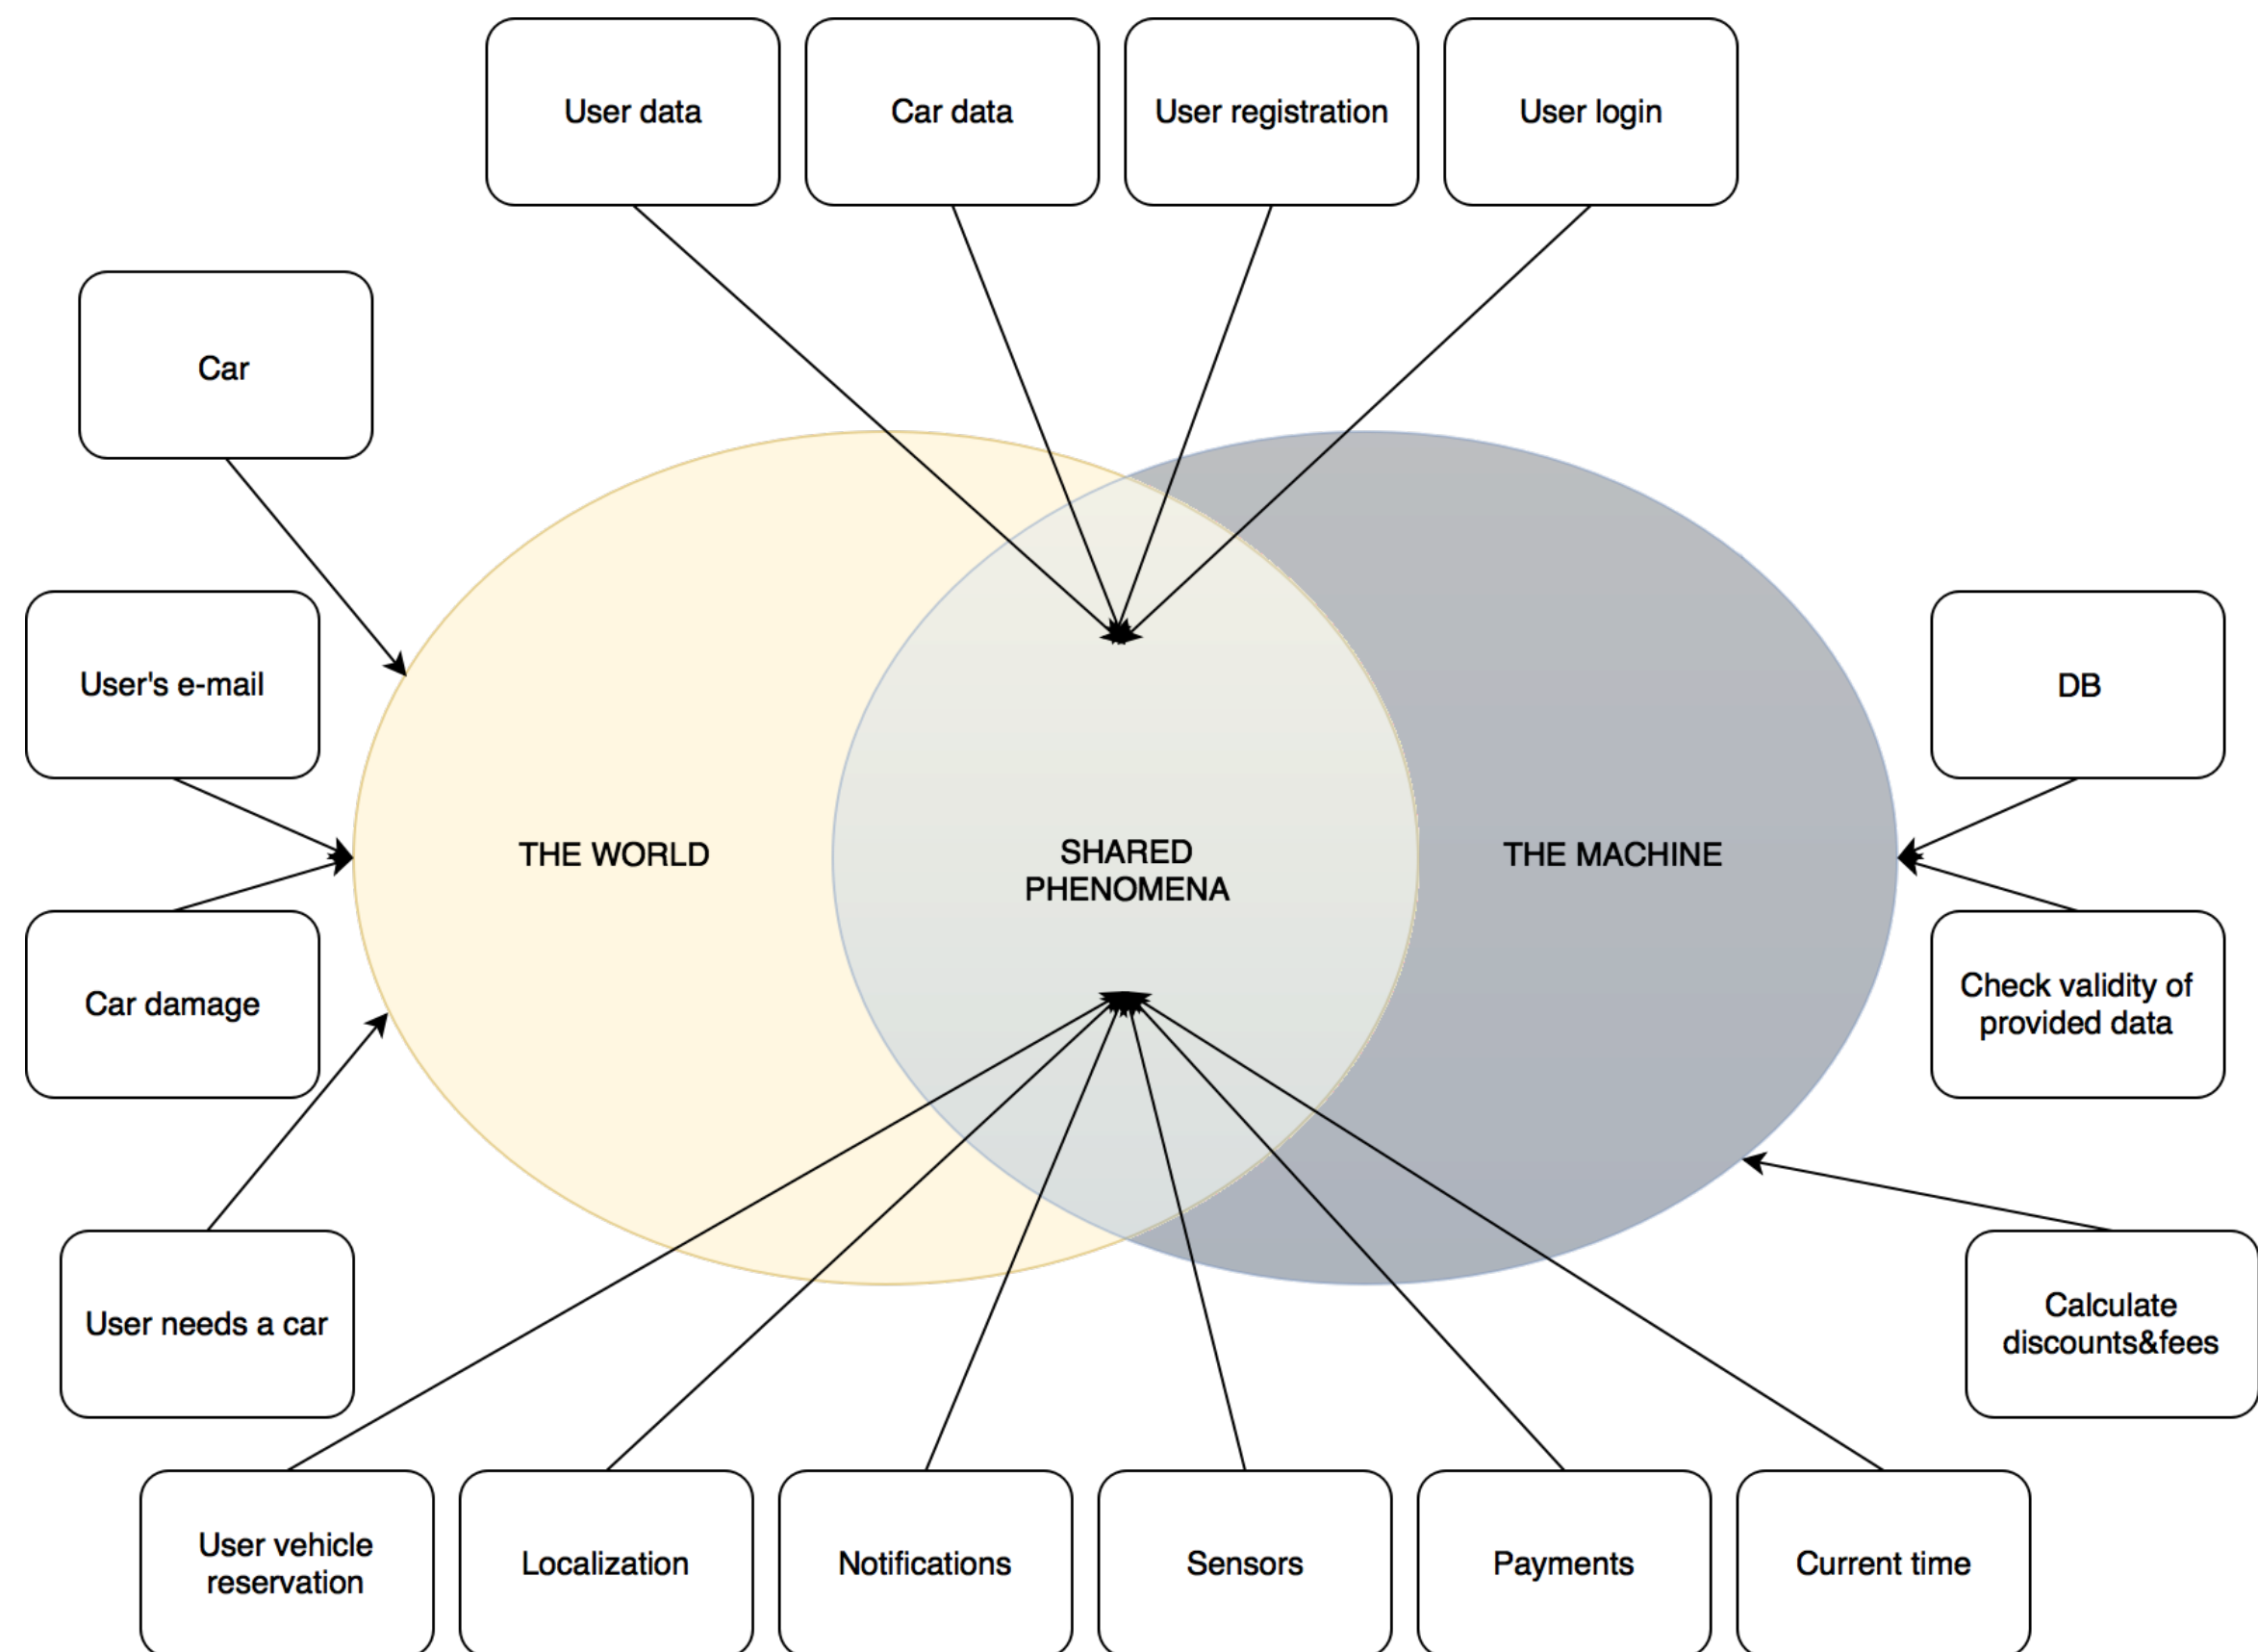 User data
Car data
User registration
User login
Car
User's e-mail
DB
THE WORLD
SHARED
PHENOMENA
THE MACHINE
Car damage
Check validity of
provided data
User needs a car
Calculate
discounts&fees
User vehicle
reservation
Localization
Notifications
Sensors
Payments
Current time